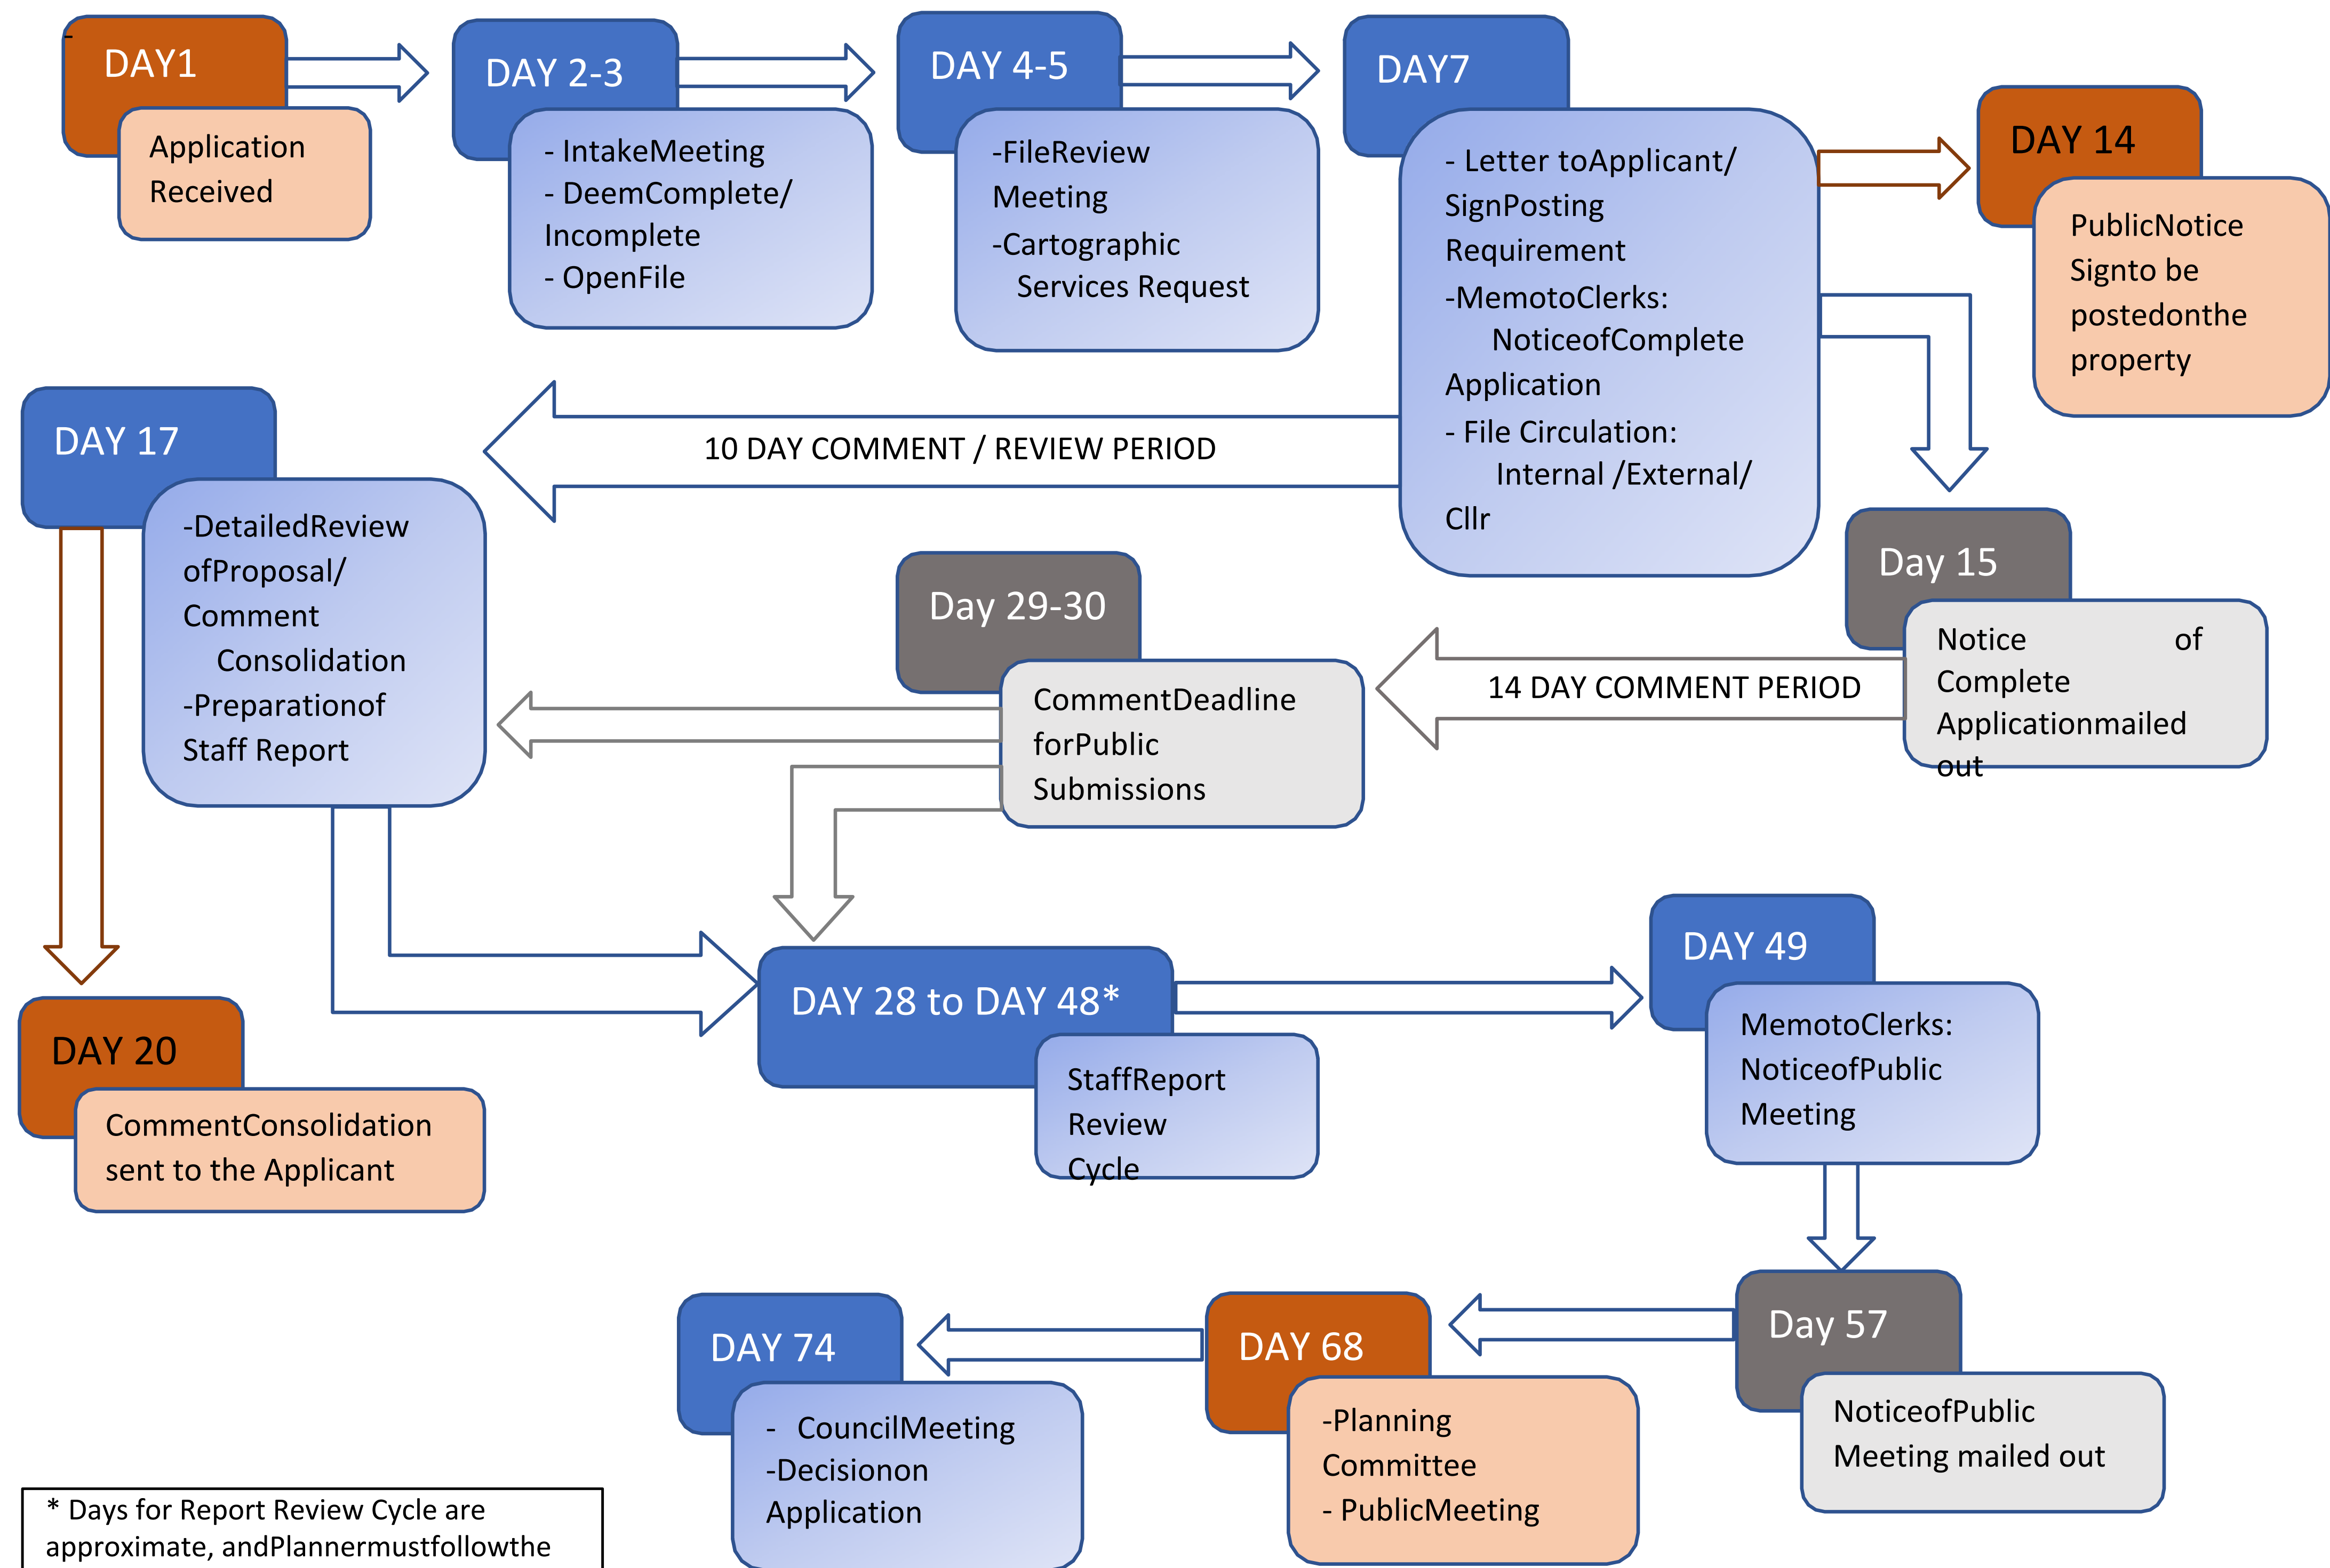 -
DAY1
Application
Received
DAY 2-3
- IntakeMeeting
- DeemComplete/
Incomplete
- OpenFile
DAY 4-5
-FileReview
Meeting
-Cartographic
Services Request
DAY7
- Letter toApplicant/
SignPosting
Requirement
-MemotoClerks:
NoticeofComplete
Application
- File Circulation:
Internal /External/
Cllr
DAY 14
PublicNotice
Signto be
postedonthe
property
10 DAY COMMENT / REVIEW PERIOD
DAY 17
-DetailedReview
ofProposal/
Comment
Consolidation
-Preparationof
Staff Report
Day 15
Notice of
Complete
Applicationmailed
out
14 DAY COMMENT PERIOD
Day 29-30
CommentDeadline
forPublic
Submissions
DAY 20
CommentConsolidation
sent to the Applicant
DAY 28 to DAY 48*
StaffReport
Review
Cycle
DAY 49
MemotoClerks:
NoticeofPublic
Meeting
Day 57
NoticeofPublic
Meeting mailed out
DAY 68
-Planning
Committee
- PublicMeeting
DAY 74
- CouncilMeeting
-Decisionon
Application
* Days for Report Review Cycle are
approximate, andPlannermustfollowthe